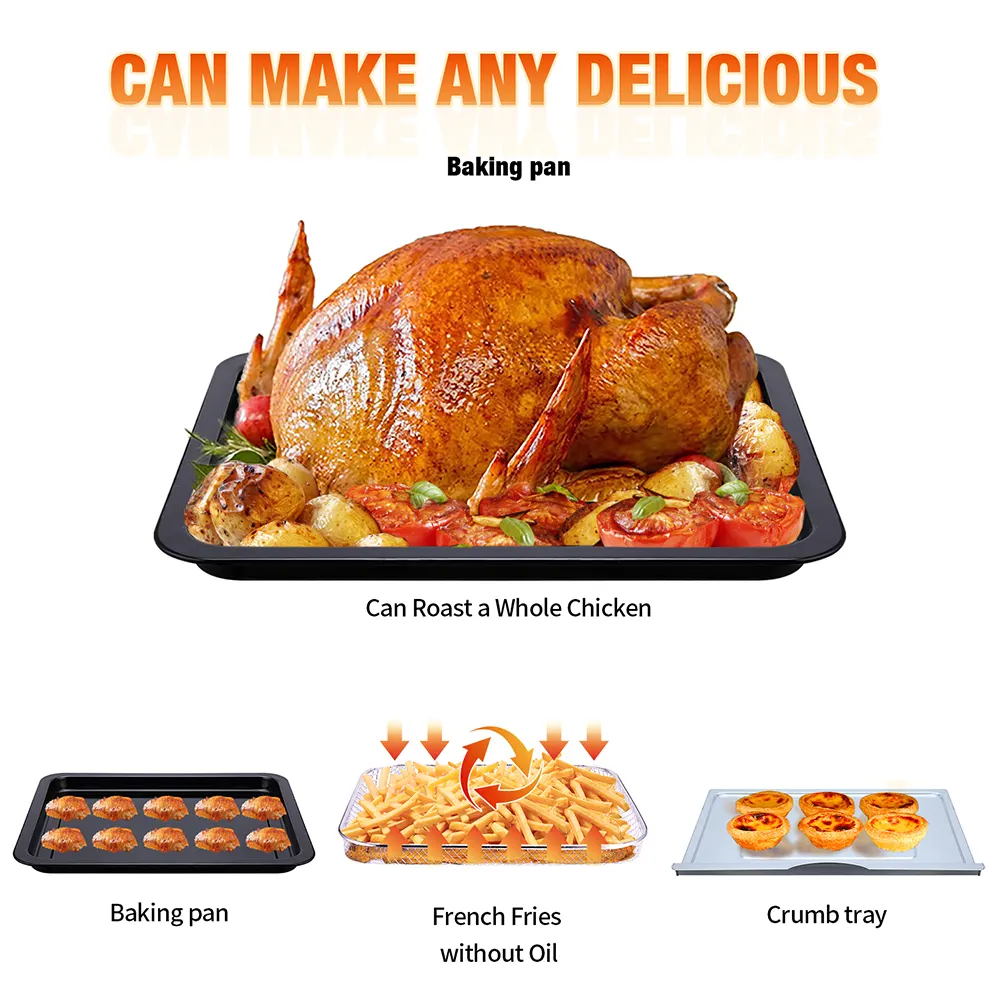 CAN MAKE ANY DELICIOUS
Baking pan
Can Roast a Whole Chicken
Baking pan
French Fries
without Oil
Crumb tray